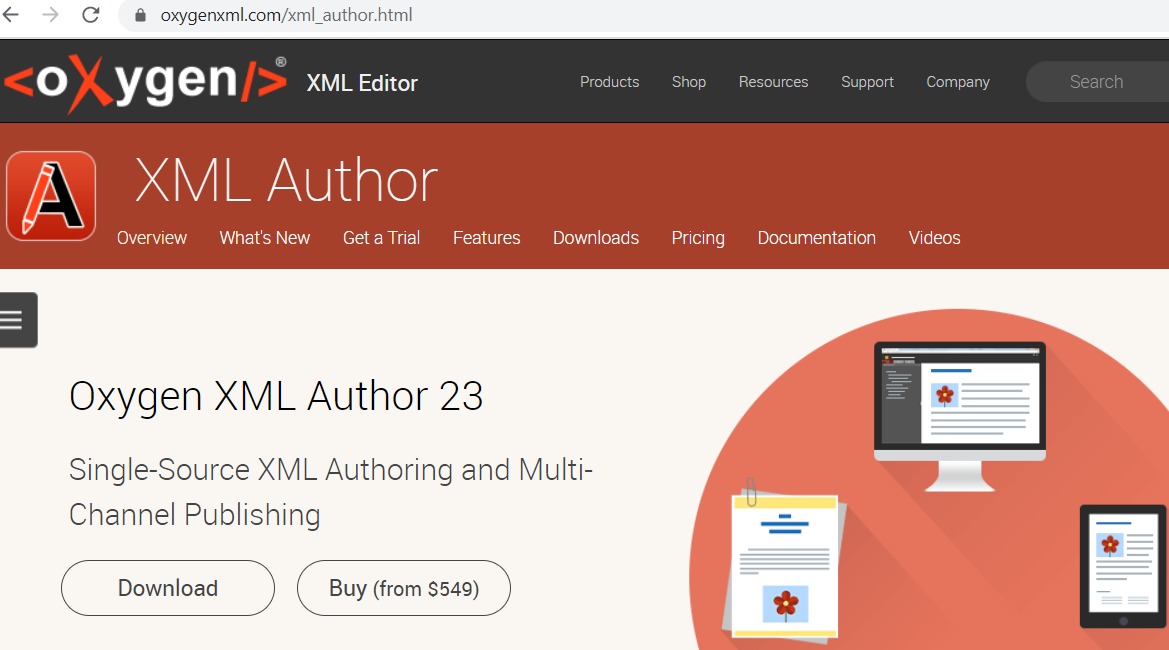 oxygenxml.com/xml_author.html
<oXygen/>® XML Editor Products Shop Resources Support Company Search
XML Author
Overview What's New Get a Trial Features Downloads Pricing Documentation Videos
Oxygen XML Author 23
Single-Source XML Authoring and Multi-
Channel Publishing
Download Buy (from $549)